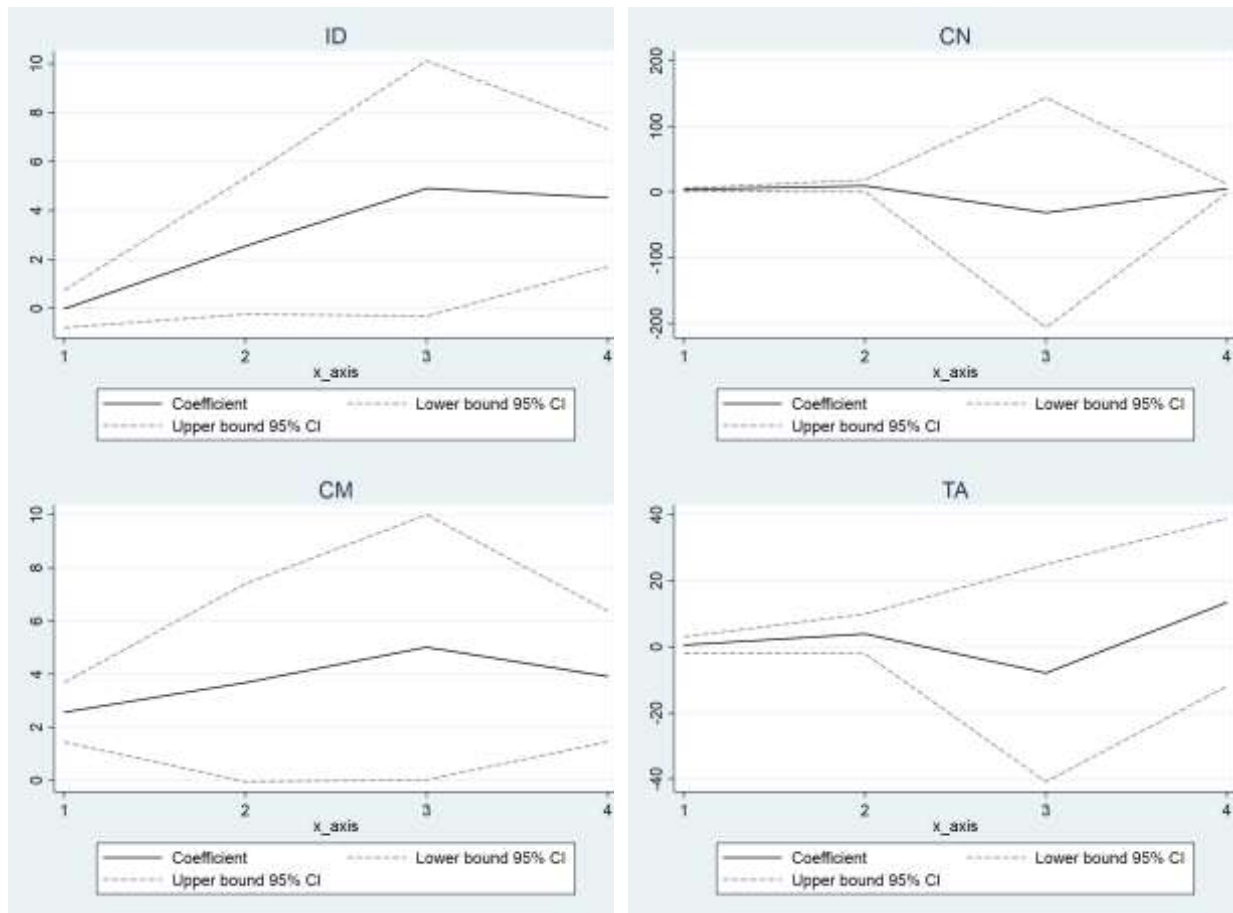 ID
10
8
6
4
2
0
1 2 3 4
x_axis
Coefficient Lower bound 95% CI
Upper bound 95% CI
CN
200
100
0
-100
-200
1 2 3 4
x_axis
Coefficient Lower bound 95% CI
Upper bound 95% CI
CM
10
8
6
4
2
0
1 2 3 4
x_axis
Coefficient Lower bound 95% CI
Upper bound 95% CI
TA
40
20
0
-20
-40
1 2 3 4
x_axis
Coefficient Lower bound 95% CI
Upper bound 95% CI